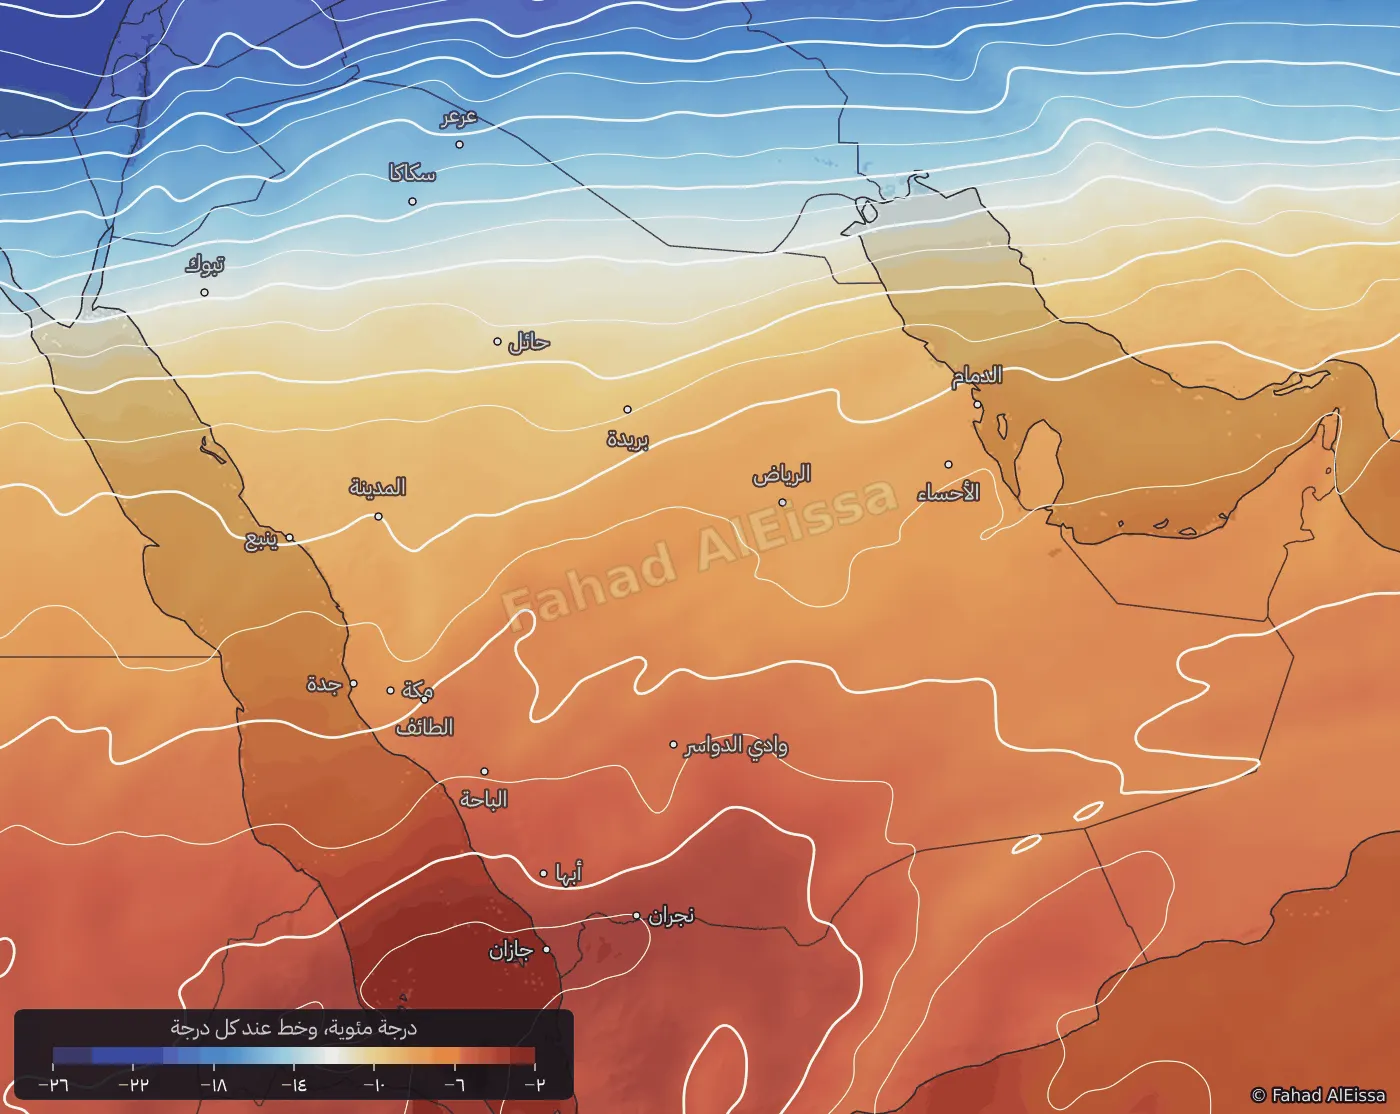 عرعر
سكاكا
تبوك
حائل
الدمام
بريدة
الرياض
الأحساء
المدينة
ينبع
Fahad AlEissa
جدة
مكة
الطائف
وادي الدواسر
الباحة
أبها
نجران
جازان
درجة مئوية، وخط عند كل درجة
−٢٦ −٢٢ −١٨ −١٤ −١٠ −٦ −٢
© Fahad AlEissa